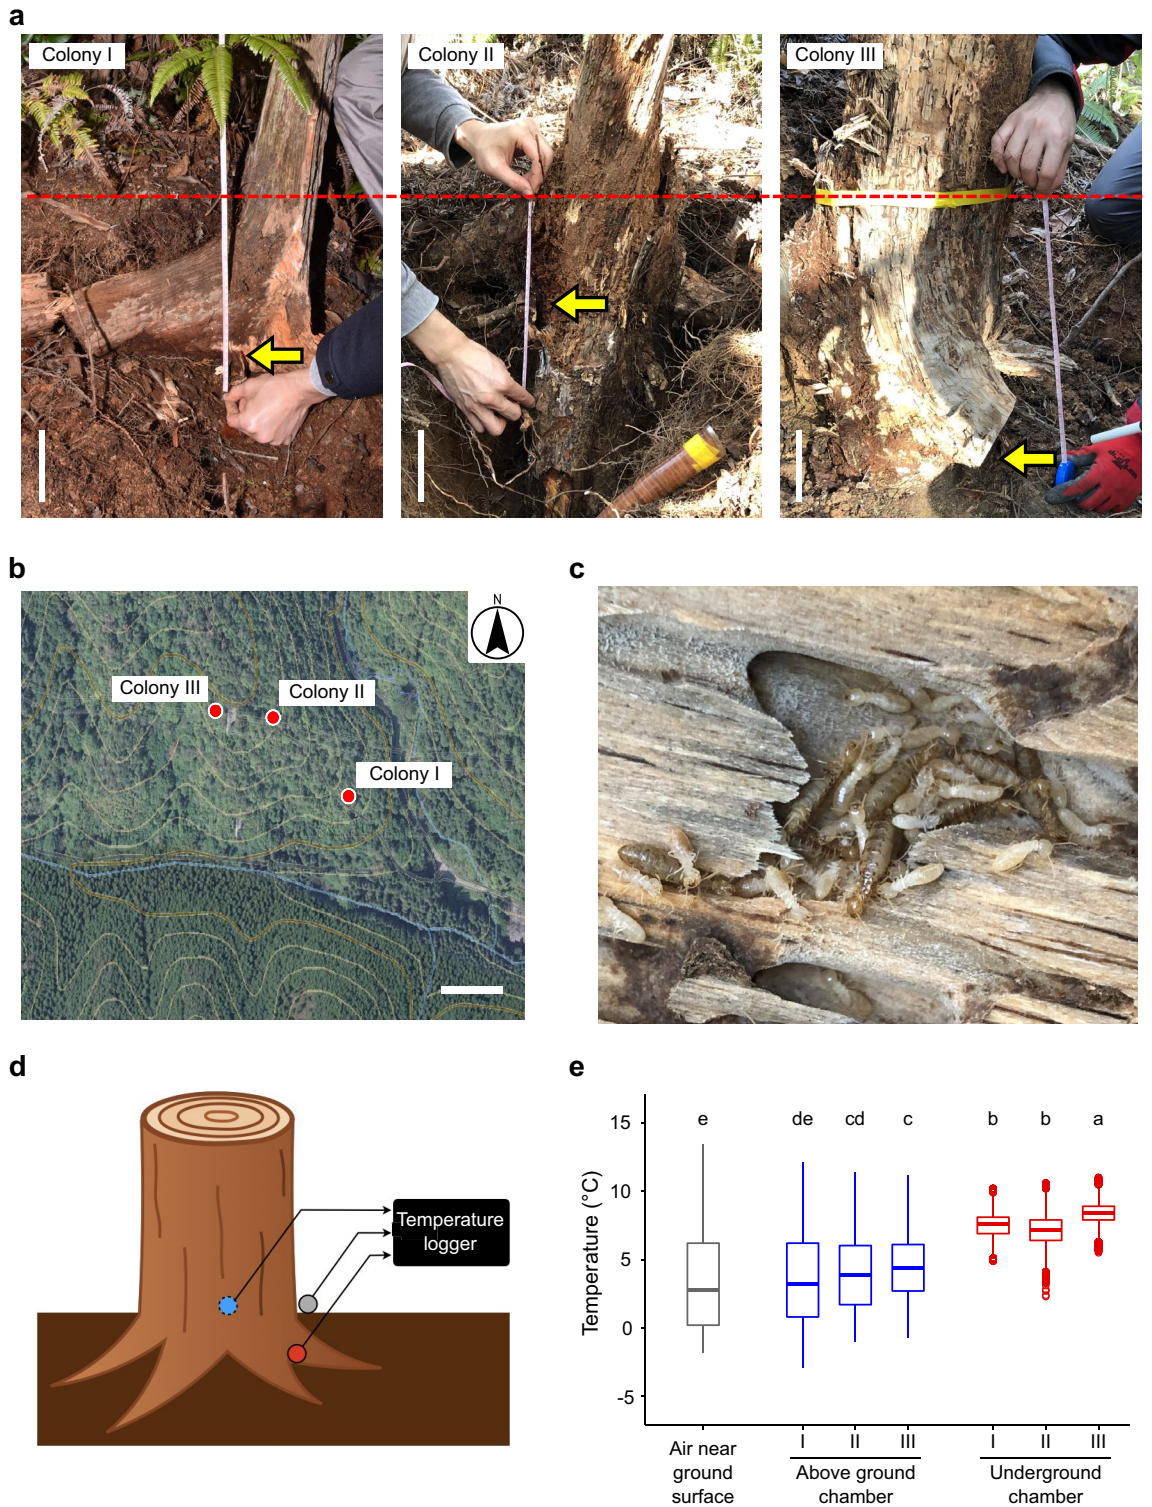 a
Colony I
Colony II
Colony III
b
N
Colony III
Colony II
Colony I
c
d
Temperature
logger
e
Temperature (°C)
15
10
5
0
-5
e
de
cd
c
b
b
a
I
II
III
I
II
III
Air near
ground
surface
Above ground
chamber
Underground
chamber